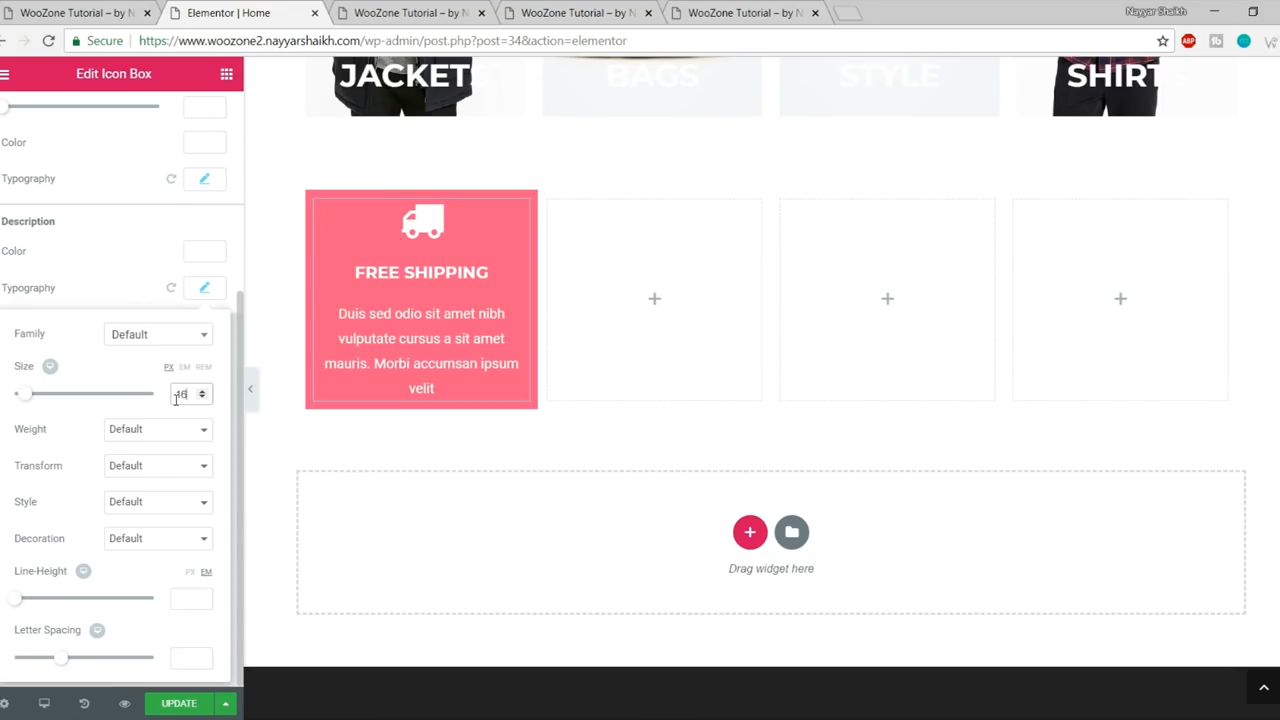 WooZone Tutorial – by N
Elementor | Home
WooZone Tutorial – by N
WooZone Tutorial – by N
WooZone Tutorial – by N
Nayyar Shaikh
Secure
https://www.woozone2.nayyarshaikh.com/wp-admin/post.php?post=34&action=elementor
ABP
Edit Icon Box
JACKETS
BAGS
STYLE
SHIRTS
Color
Typography
Description
Color
Typography
Family
Default
Size
PX EM REM
16
Weight
Default
Transform
Default
Style
Default
Decoration
Default
Line-Height
PX EM
Letter Spacing
UPDATE
FREE SHIPPING
Duis sed odio sit amet nibh
vulputate cursus a sit amet
mauris. Morbi accumsan ipsum
velit
Drag widget here